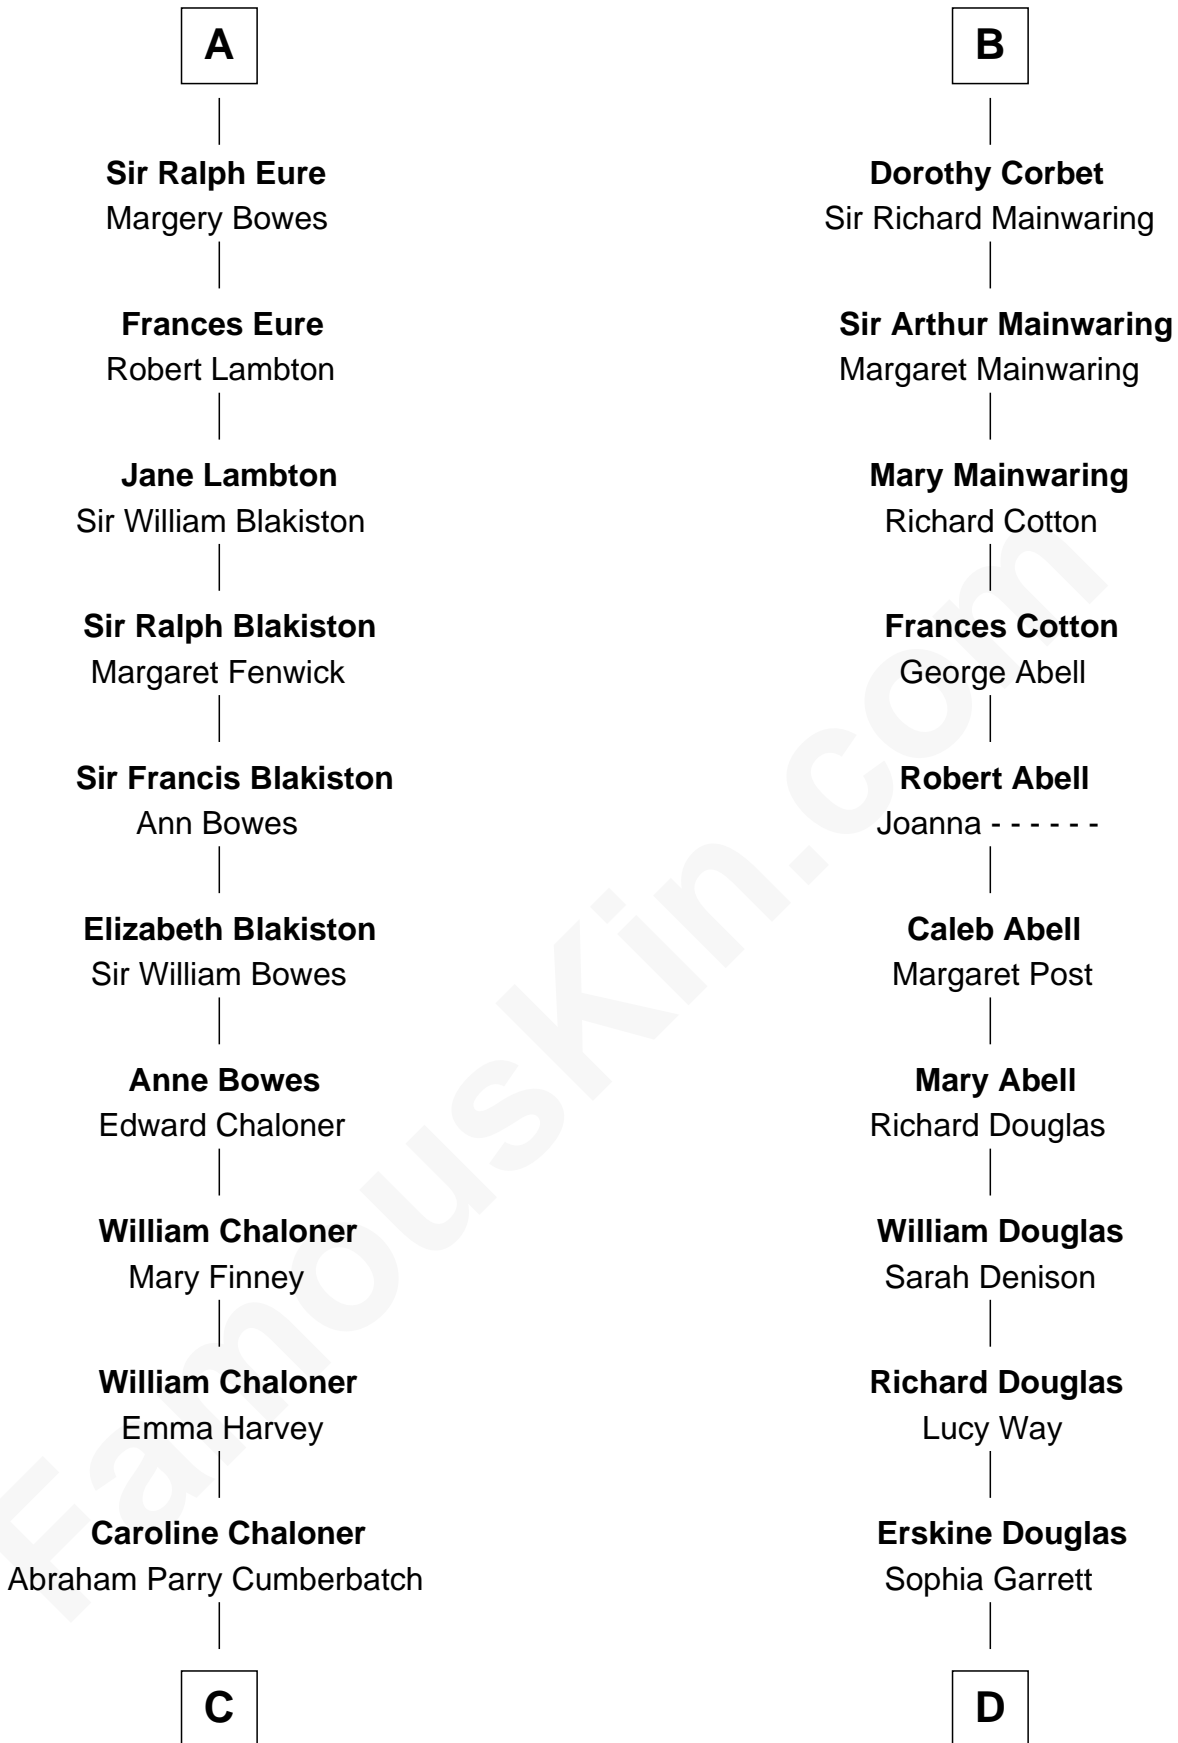 A
Sir Ralph Eure
Margery Bowes
Frances Eure
Robert Lambton
Jane Lambton
Sir William Blakiston
Sir Ralph Blakiston
Margaret Fenwick
Sir Francis Blakiston
Ann Bowes
Elizabeth Blakiston
Sir William Bowes
Anne Bowes
Edward Chaloner
William Chaloner
Mary Finney
William Chaloner
Emma Harvey
Caroline Chaloner
Abraham Parry Cumberbatch
C
B
Dorothy Corbet
Sir Richard Mainwaring
Sir Arthur Mainwaring
Margaret Mainwaring
Mary Mainwaring
Richard Cotton
Frances Cotton
George Abell
Robert Abell
Joanna - - - - - -
Caleb Abell
Margaret Post
Mary Abell
Richard Douglas
William Douglas
Sarah Denison
Richard Douglas
Lucy Way
Erskine Douglas
Sophia Garrett
D
FamousKin.com